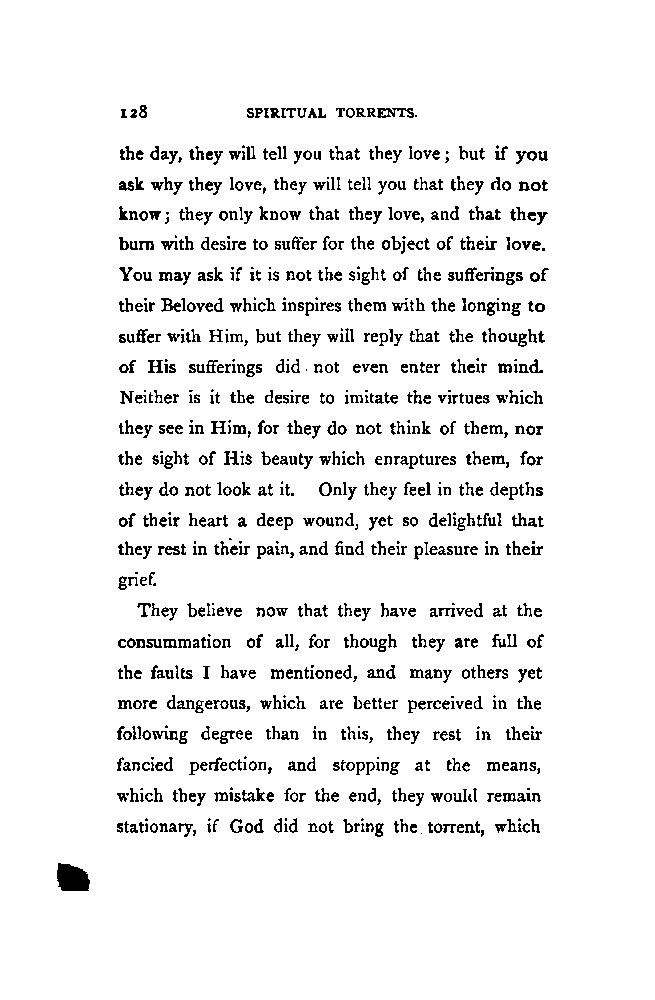 128 SPIRITUAL TORRENTS.
the day, they will tell you that they love; but if you
ask why they love, they will tell you that they do not
know; they only know that they love, and that they
burn with desire to suffer for the object of their love.
You may ask if it is not the sight of the sufferings of
their Beloved which inspires them with the longing to
suffer with Him, but they will reply that the thought
of His sufferings did not even enter their mind.
Neither is it the desire to imitate the virtues which
they see in Him, for they do not think of them, nor
the sight of His beauty which enraptures them, for
they do not look at it. Only they feel in the depths
of their heart a deep wound, yet so delightful that
they rest in their pain, and find their pleasure in their
grief.
They believe now that they have arrived at the
consummation of all, for though they are full of
the faults I have mentioned, and many others yet
more dangerous, which are better perceived in the
following degree than in this, they rest in their
fancied perfection, and stopping at the means,
which they mistake for the end, they would remain
stationary, if God did not bring the torrent, which